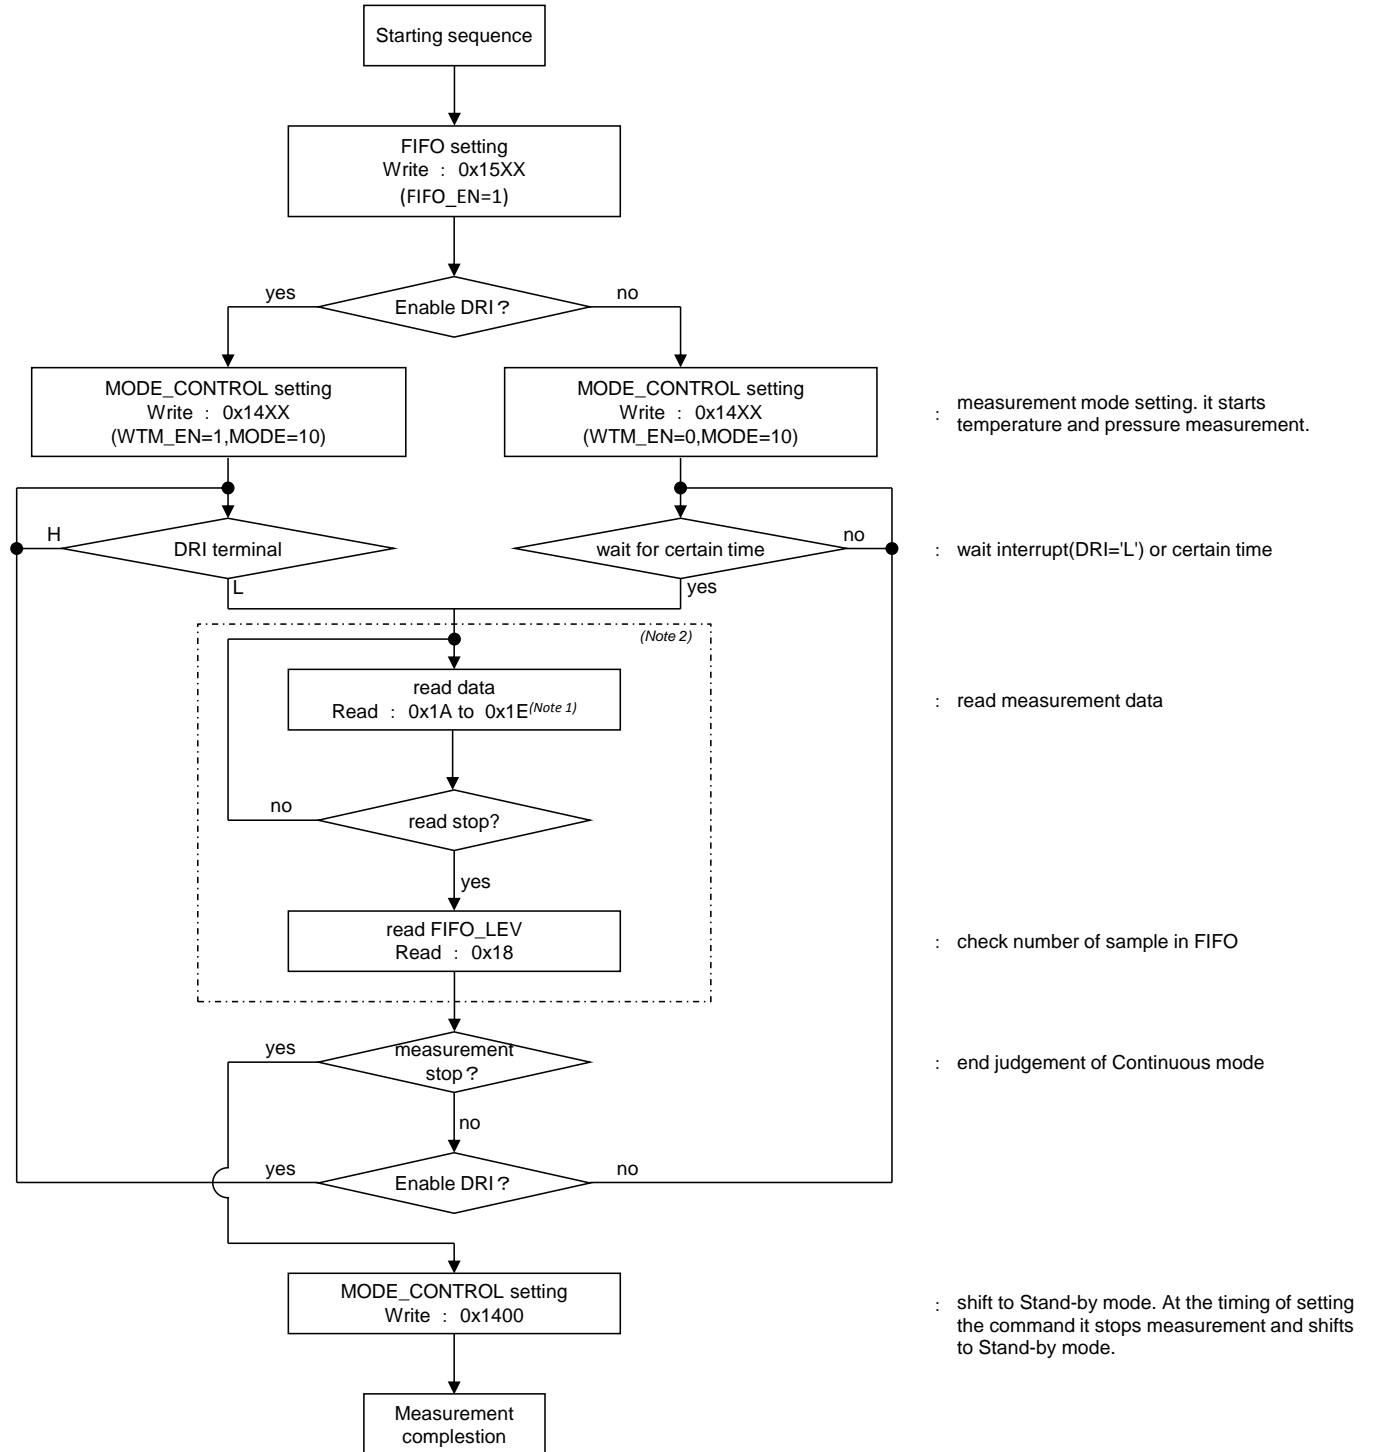 Starting sequence
FIFO setting
Write : 0x15XX
(FIFO_EN=1)
yes
Enable DRI?
no
MODE_CONTROL setting
Write : 0x14XX
(WTM_EN=1,MODE=10)
MODE_CONTROL setting
Write : 0x14XX
(WTM_EN=0,MODE=10)
: measurement mode setting. it starts
temperature and pressure measurement.
H
DRI terminal
L
wait for certain time
no
yes
: wait interrupt(DRI='L') or certain time
(Note 2)
read data
Read : 0x1A to 0x1E(Note 1)
: read measurement data
no
read stop?
yes
read FIFO_LEV
Read : 0x18
: check number of sample in FIFO
yes
measurement
stop?
no
: end judgement of Continuous mode
yes
Enable DRI?
no
MODE_CONTROL setting
Write : 0x1400
: shift to Stand-by mode. At the timing of setting
the command it stops measurement and shifts
to Stand-by mode.
Measurement
complestion